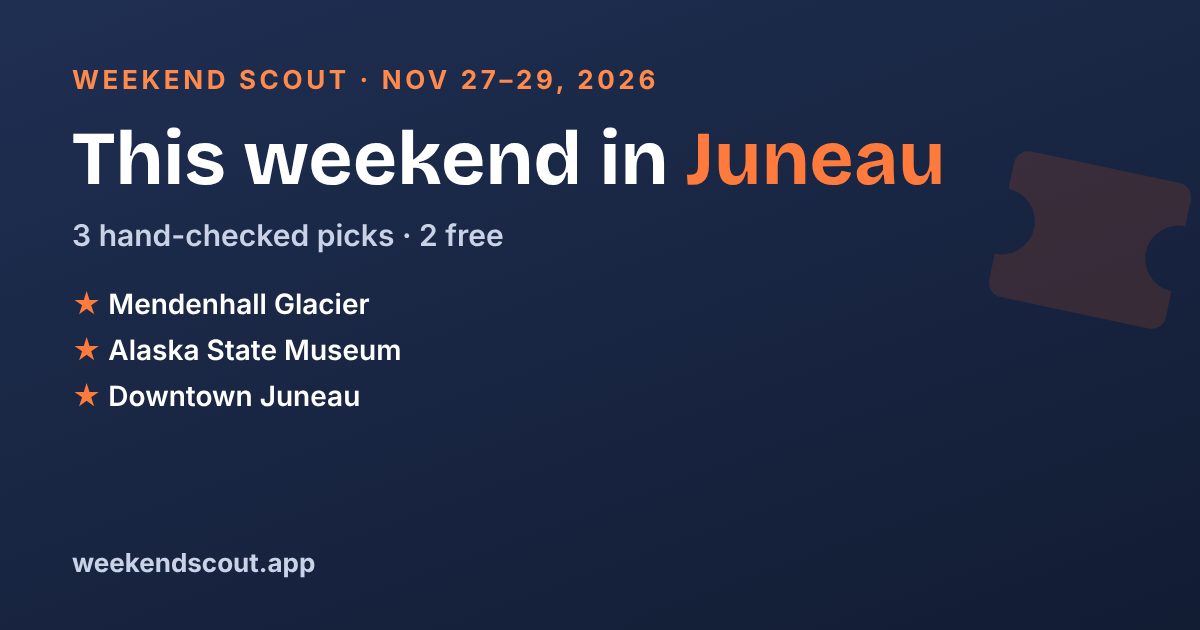 WEEKEND SCOUT · NOV 27–29, 2026
This weekend in Juneau
3 hand-checked picks · 2 free
★ Mendenhall Glacier
★ Alaska State Museum
★ Downtown Juneau
weekendscout.app